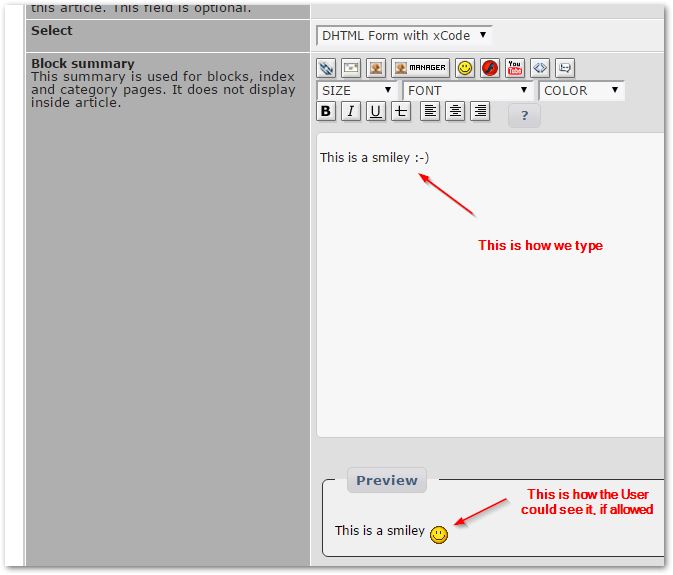 this article. This field is optional.
Select
DHTML Form with xCode
Block summary
This summary is used for blocks, index
and category pages. It does not display
inside article.
MANAGER
You
Tube
SIZE
FONT
COLOR
B I U T
?
This is a smiley :-)
This is how we type
Preview
This is how the User
could see it, if allowed
This is a smiley